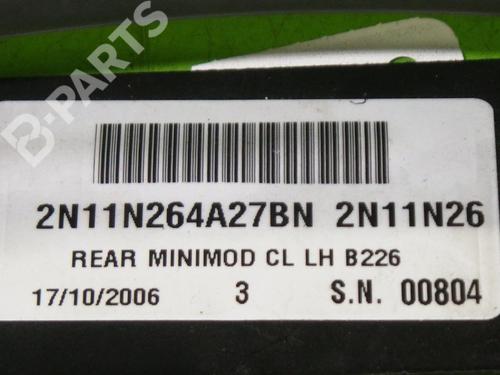 B-PARTS
2N11N264A27BN 2N11N26
REAR MINIMOD CL LH B226
17/10/2006 3 S.N. 00804